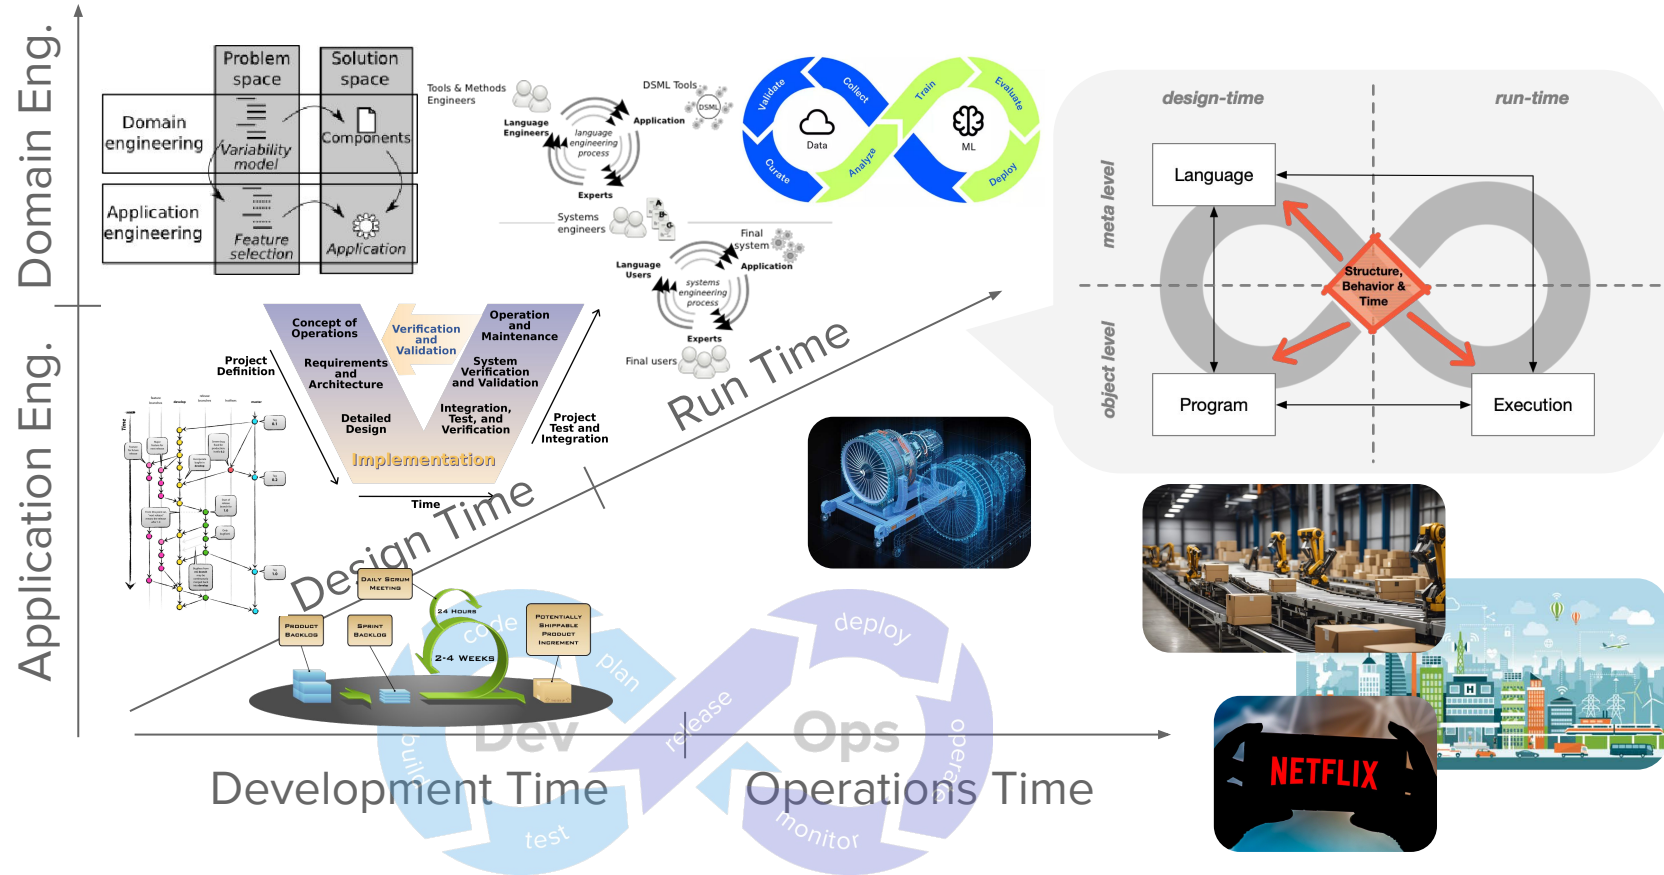 Domain Eng.
Application Eng.
Problem
space
Solution
space
Domain
engineering
Variability
model
Components
Application
engineering
Feature
selection
Application
Tools & Methods
Engineers
Language
Engineers
language
engineering
process
DSML Tools
DSML
Application
Experts
Systems
engineers
A
B
G
Final
system
Language
Users
Application
systems
engineering
process
Experts
Final users
Validate
Collect
Curate
Analyze
Data
Train
Evaluate
Deploy
ML
design-time
run-time
meta level
object level
Language
Structure,
Behavior &
Time
Program
Execution
Concept of
Operations
Verification
and
Validation
Operation
and
Maintenance
Project
Definition
Requirements
and
Architecture
System
Verification
and Validation
Detailed
Design
Integration,
Test, and
Verification
Project
Test and
Integration
Implementation
Time
Time
develop
master
Design Time
Run Time
Daily Scrum
Meeting
24 Hours
Product
Backlog
Sprint
Backlog
2-4 Weeks
Potentially
Shippable
Product
Increment
code
plan
build
test
release
deploy
operate
monitor
Dev
Ops
Development Time
Operations Time
H
NETFLIX